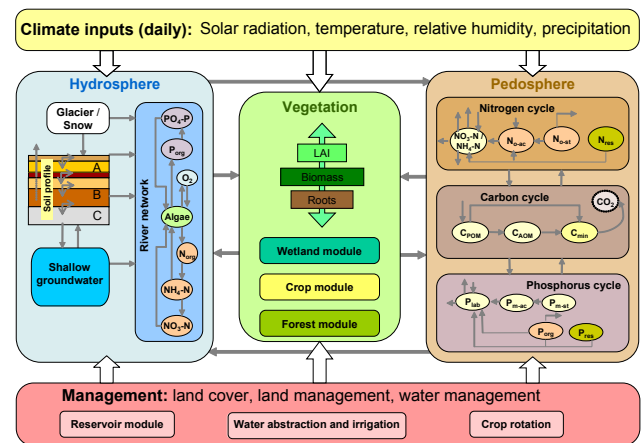 Climate inputs (daily): Solar radiation, temperature, relative humidity, precipitation
Hydrosphere
Glacier /
Snow
Soil profile
A
B
C
Shallow
groundwater
River network
PO4-P
Porg
O2
Algae
Norg
NH4-N
NO3-N
Vegetation
LAI
Biomass
Roots
Wetland module
Crop module
Forest module
Pedosphere
Nitrogen cycle
NO3-N/
NH4-N
No-ac
No-st
Nres
Carbon cycle
CO2
CPOM
CAOM
Cmin
Phosphorus cycle
Plab
Pm-ac
Pm-st
Porg
Pres
Management: land cover, land management, water management
Reservoir module
Water abstraction and irrigation
Crop rotation